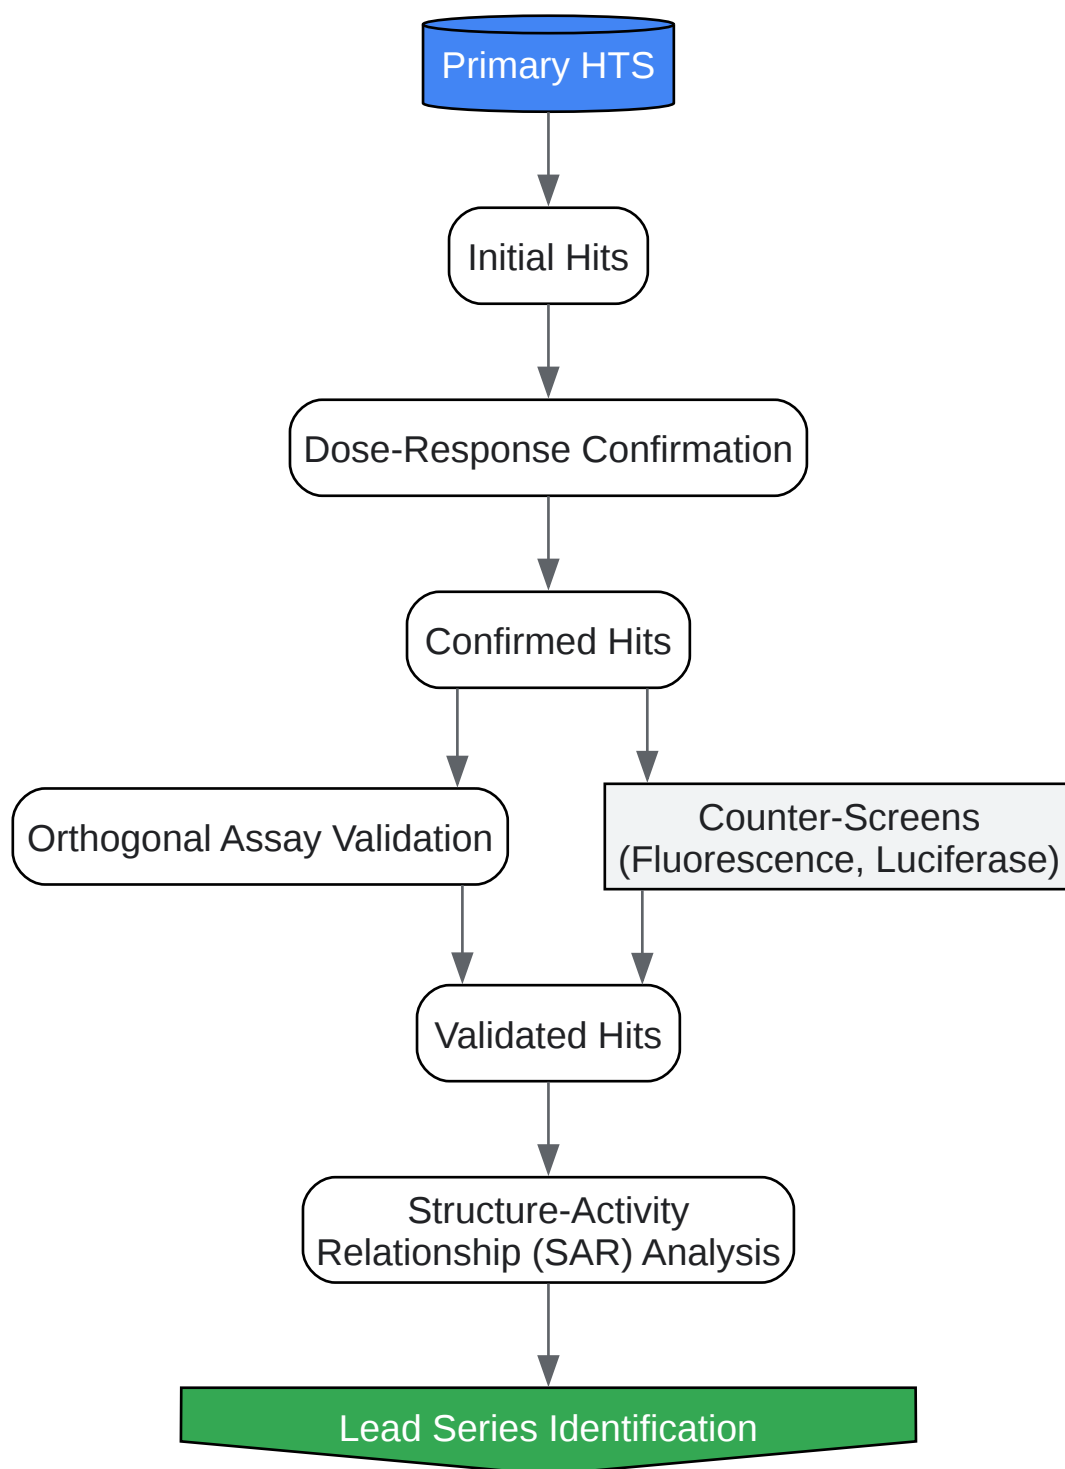 Primary HTS
Initial Hits
Dose-Response Confirmation
Confirmed Hits
Orthogonal Assay Validation
Counter-Screens
(Fluorescence, Luciferase)
Validated Hits
Structure-Activity
Relationship (SAR) Analysis
Lead Series Identification